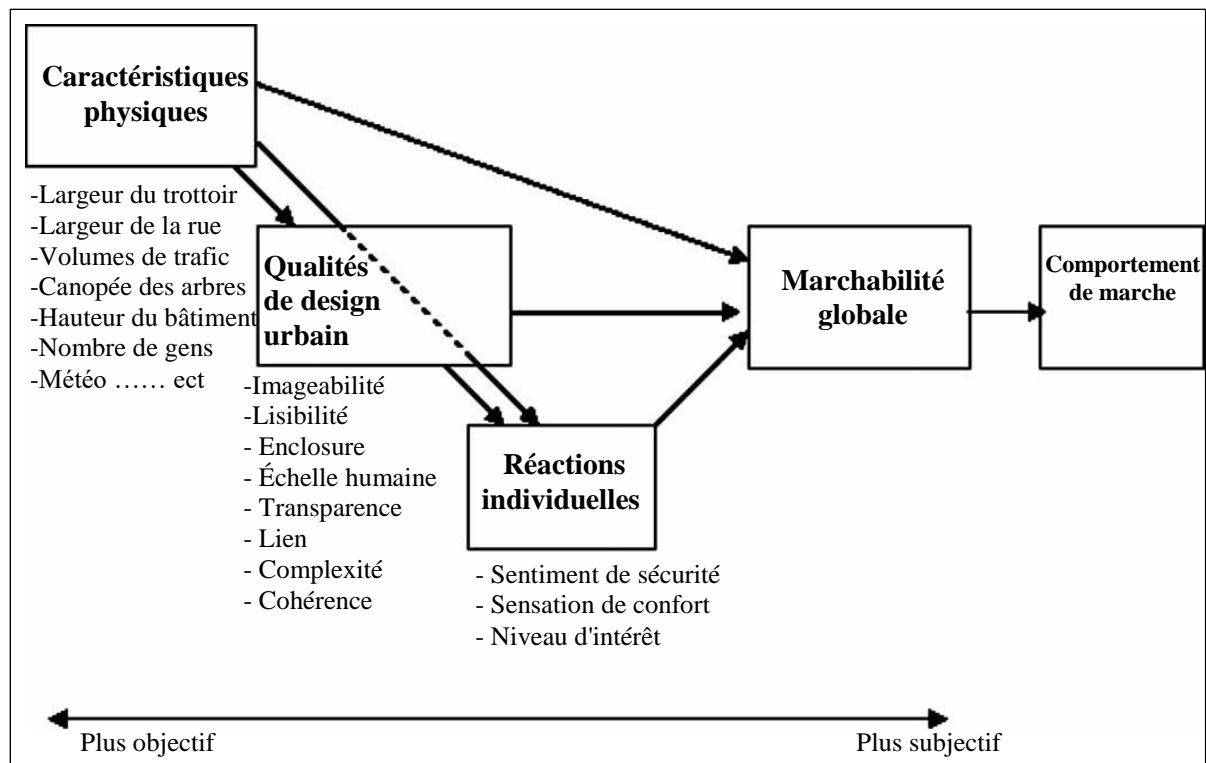 Caractéristiques
physiques
-Largeur du trottoir
-Largeur de la rue
-Volumes de trafic
-Canopée des arbres
-Hauteur du bâtiment
-Nombre de gens
-Météo …… ect
Qualités
de design
urbain
-Imageabilité
-Lisibilité
- Enclosure
- Échelle humaine
- Transparence
- Lien
- Complexité
- Cohérence
Réactions
individuelles
- Sentiment de sécurité
- Sensation de confort
- Niveau d'intérêt
Marchabilité
globale
Comportement
de marche
Plus objectif
Plus subjectif